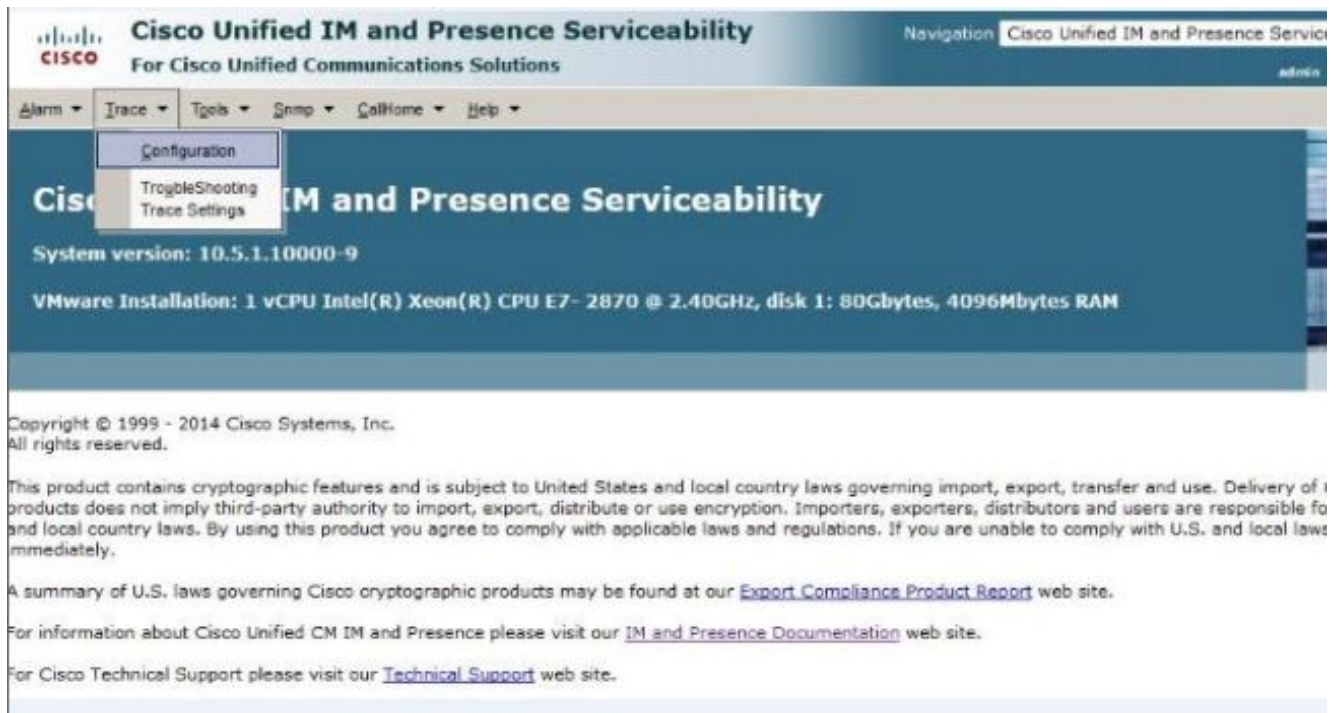 Cisco Unified IM and Presence Serviceability
Navigation Cisco Unified IM and Presence Service
CISCO
For Cisco Unified Communications Solutions
admin
Alarm Trace Tools Snmp CallHome Help
Configuration
TroubleShooting
Trace Settings
Cis IM and Presence Serviceability
System version: 10.5.1.10000-9
VMware Installation: 1 vCPU Intel(R) Xeon(R) CPU E7- 2870 @ 2.40GHz, disk 1: 80Gbytes, 4096Mbytes RAM
Copyright © 1999 - 2014 Cisco Systems, Inc.
All rights reserved.
This product contains cryptographic features and is subject to United States and local country laws governing import, export, transfer and use. Delivery of
products does not imply third-party authority to import, export, distribute or use encryption. Importers, exporters, distributors and users are responsible fo
and local country laws. By using this product you agree to comply with applicable laws and regulations. If you are unable to comply with U.S. and local laws
immediately.
A summary of U.S. laws governing Cisco cryptographic products may be found at our Export Compliance Product Report web site.
For information about Cisco Unified CM IM and Presence please visit our IM and Presence Documentation web site.
For Cisco Technical Support please visit our Technical Support web site.